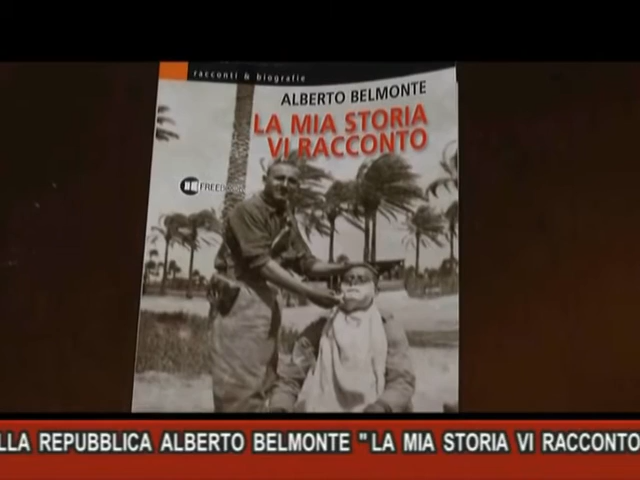 racconti & biografie
ALBERTO BELMONTE
LA MIA STORIA
VI RACCONTO
LLA REPUBBLICA ALBERTO BELMONTE "LA MIA STORIA VI RACCONTO